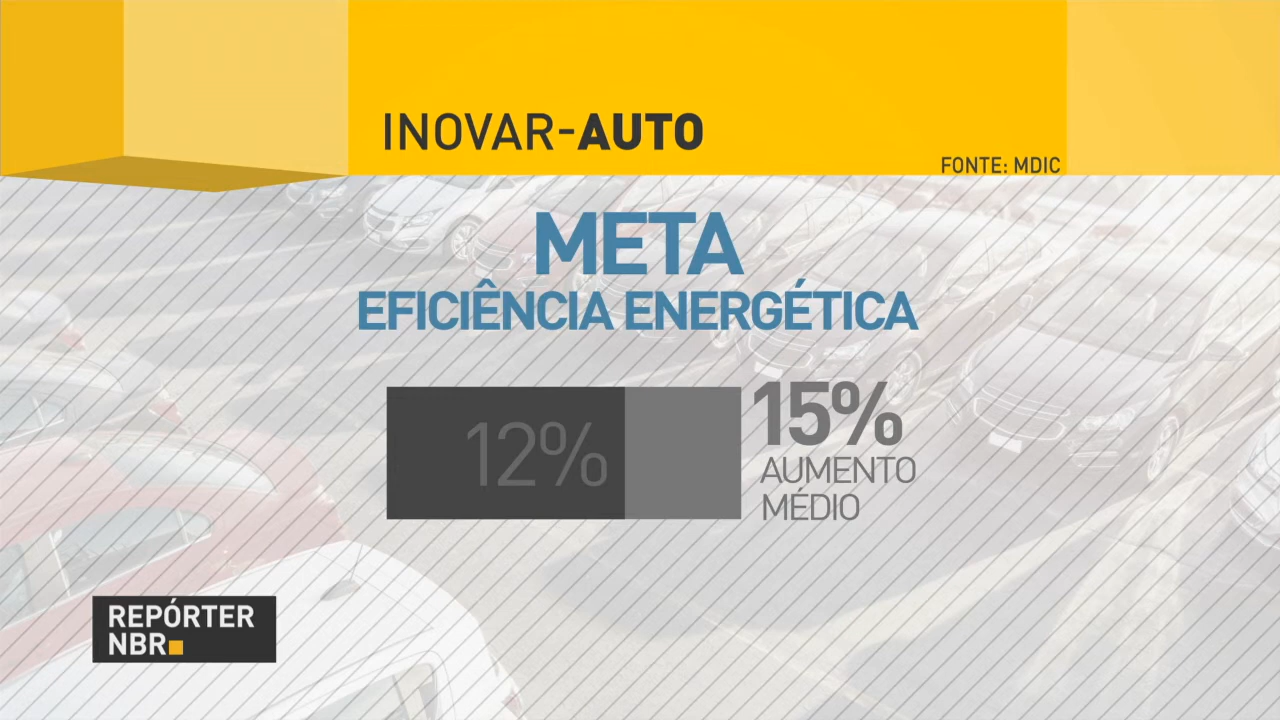 INOVAR-AUTO
FONTE: MDIC
META
EFICIÊNCIA ENERGÉTICA
12%
15%
AUMENTO
MÉDIO
REPÓRTER
NBR